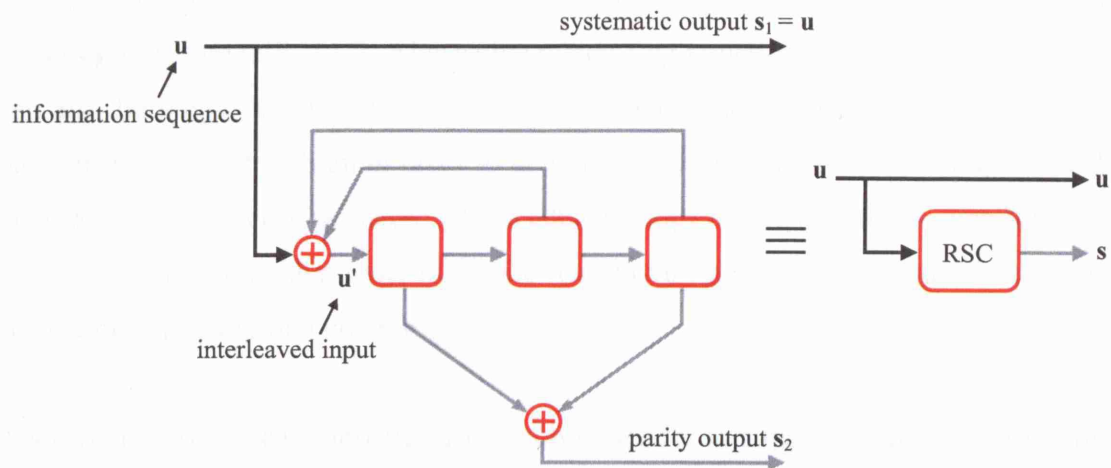 systematic output s₁ = u
u
information sequence
u
u
RSC
s
u'
interleaved input
parity output s₂